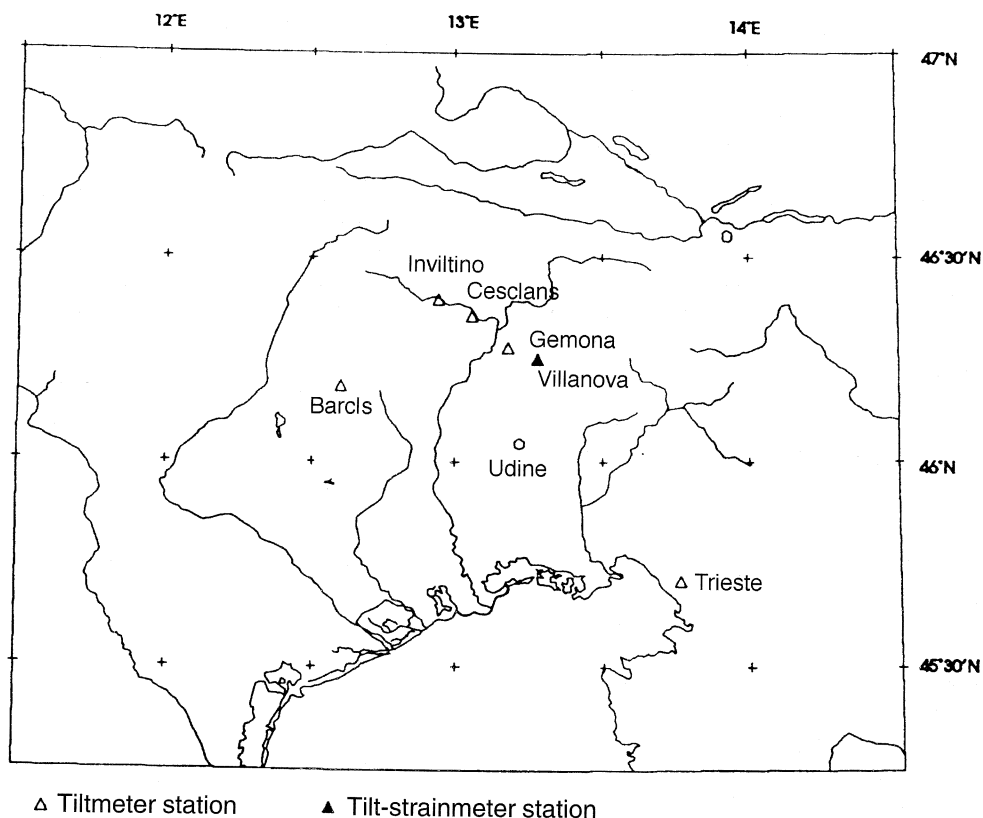 12°E 13°E 14°E
47°N
46°30'N
Inviltino
Cesclans
Gemona
Villanova
Barcls
46°N
Udine
Trieste
45°30'N
Tiltmeter station Tilt-strainmeter station